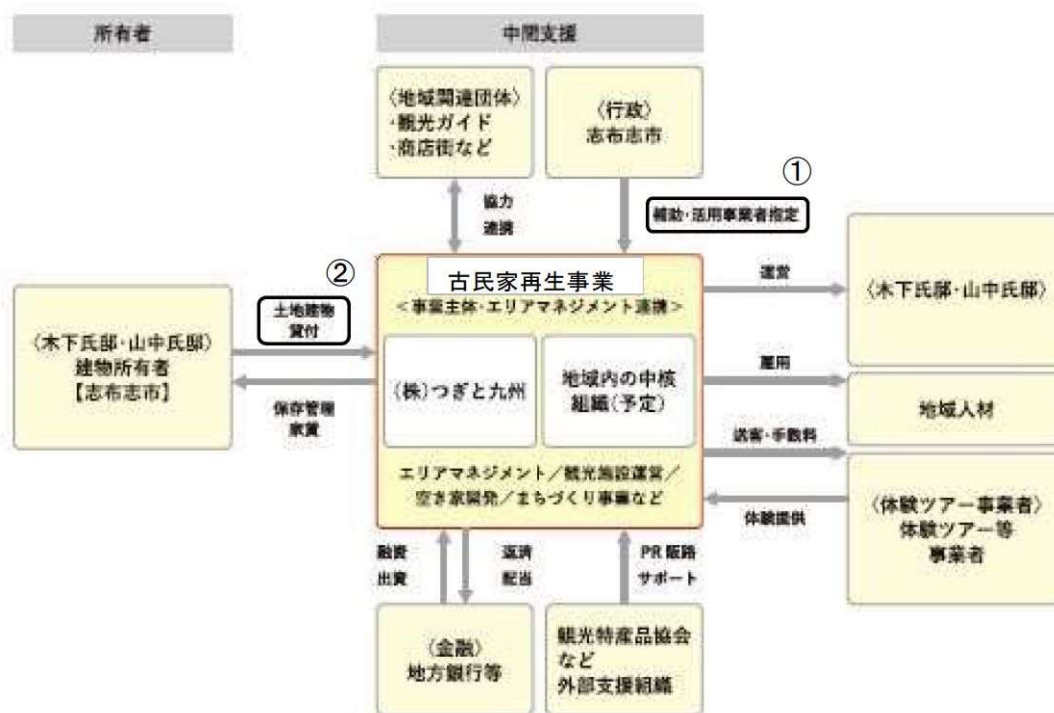 所有者
中間支援
〈地域関連団体〉
・観光ガイド
・商店街など
〈行政〉
志布志市
①
協力
連携
補助・活用事業者指定
②
古民家再生事業
＜事業主体・エリアマネジメント連携＞
土地建物
貸付
運営
〈木下氏邸・山中氏邸〉
〈木下氏邸・山中氏邸〉
建物所有者
【志布志市】
(株)つぎと九州
地域内の中核
組織(予定)
雇用
地域人材
保存管理
家賃
送客・手数料
エリアマネジメント／観光施設運営／
空き家開発／まちづくり事業など
体験提供
〈体験ツアー事業者〉
体験ツアー等
事業者
融資
出資
返済
配当
PR 販路
サポート
〈金融〉
地方銀行等
観光特産品協会
など
外部支援組織